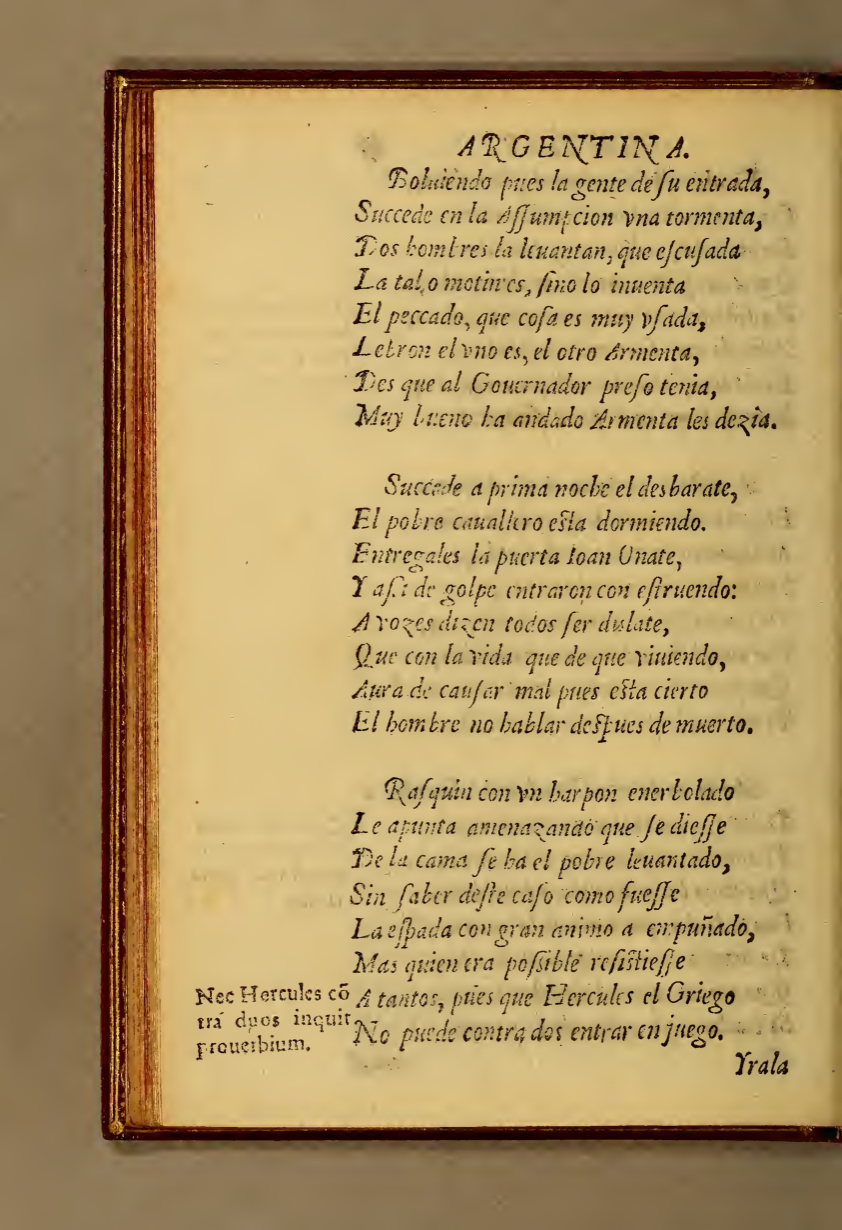 ARGENTINA.
Boluiendo pues la gente de ſu entrada,
Succede en la Aſſumpcion vna tormenta,
Dos hombres la leuantan, que eſcuſada
La tal, o motin es, ſino lo inuenta
El peccado, que coſa es muy vſada,
Lebron el vno es, el otro Armenta,
Des que al Gouernador preſo tenia,
Muy bueno ha andado Armenta les dezia.
Succede a prima noche el desbarate,
El pobre cauallero eſta dormiendo.
Entregales la puerta Ioan Onate,
Y aſsi de golpe entraron con eſtruendo:
A vozes dizen todos ſer dulate,
Que con la vida que de que viuiendo,
Aura de cauſar mal pues eſta cierto
El hombre no hablar deſpues de muerto.
Raſquin con vn harpon enerbolado
Le apunta amenazando que ſe dieſſe
De la cama ſe ha el pobre leuantado,
Sin ſaber deſte caſo como fueſſe
La eſpada con gran animo a empuñado,
Mas quien era poſsible reſiſtieſſe
A tantos, pues que Hercules el Griego
No puede contra dos entrar en juego.
Nec Hercules cō
trá duos inquit
prouerbium.
Yrala